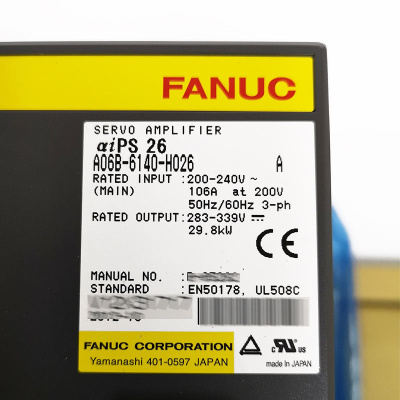 FANUC
SERVO AMPLIFIER
αiPS 26
A06B-6140-H026 A
RATED INPUT :200-240V ~
(MAIN) 106A at 200V
50Hz/60Hz 3-ph
RATED OUTPUT:283-339V ⎓
29.8kW
CE
MANUAL NO. :
STANDARD :EN50178, UL508C
FANUC CORPORATION
Yamanashi 401-0597 JAPAN
c RU US
made in JAPAN